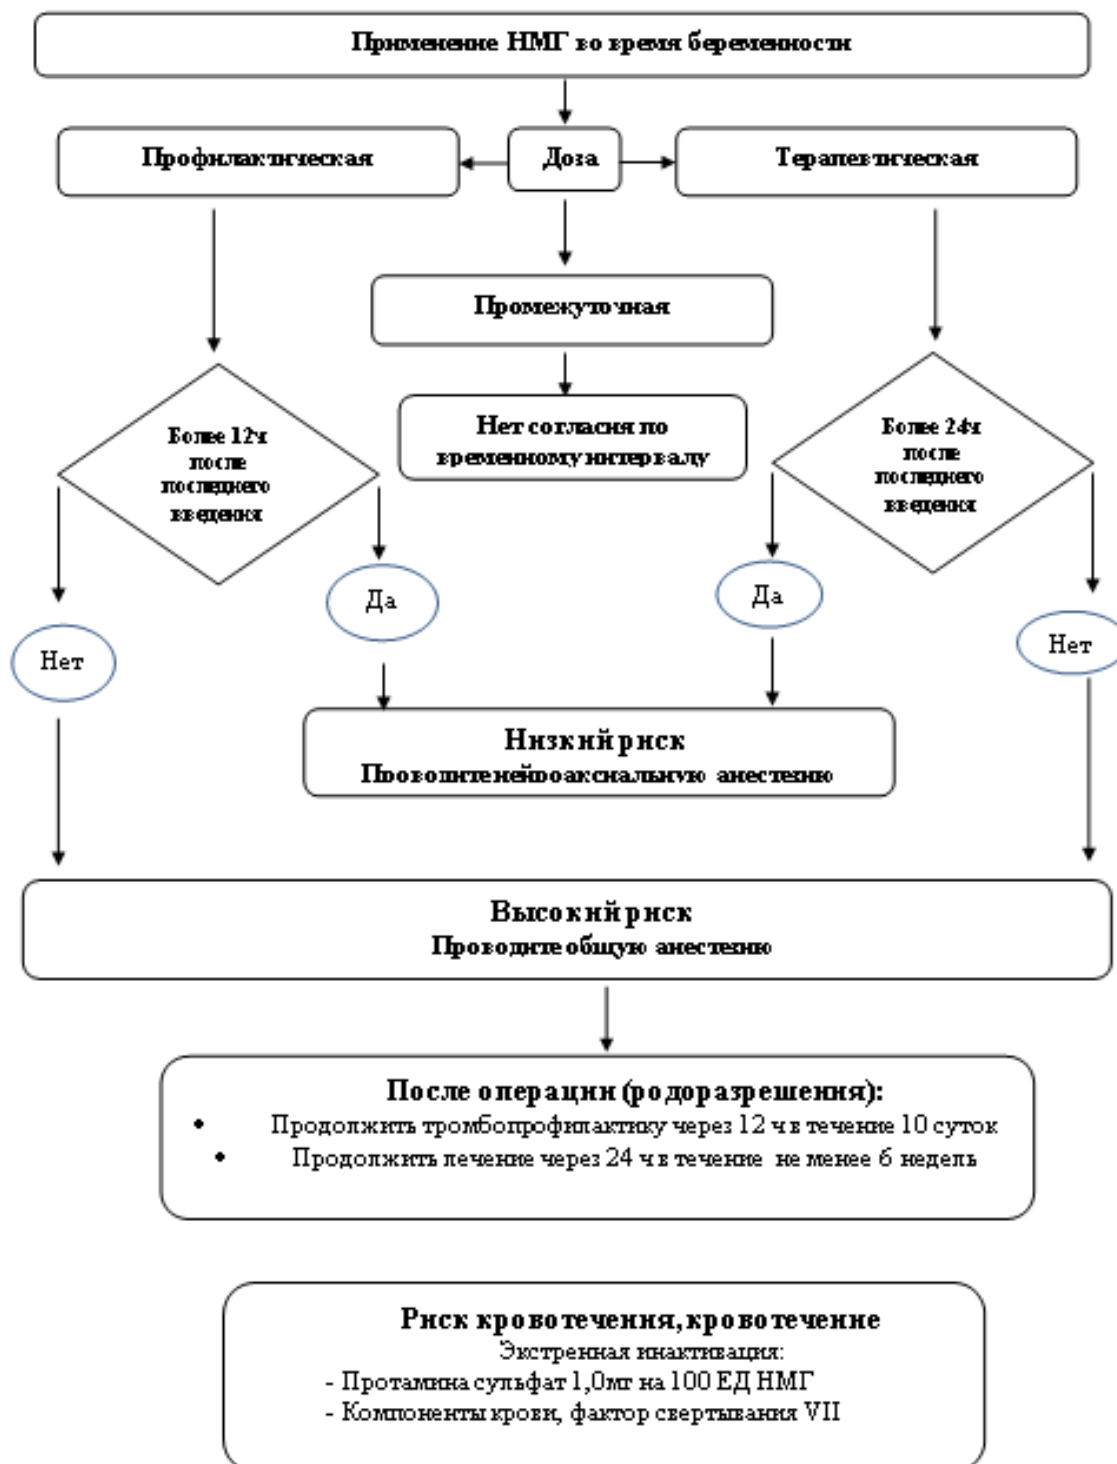 Применение НМГ во время беременности
Профилактическая
Доза
Терапевтическая
Промежуточная
Более 12ч
после
последнего
введения
Нет согласия по
временному интервалу
Более 24ч
после
последнего
введения
Да
Да
Нет
Нет
Низкий риск
Проводите нейроаксиальную анестезию
Высокий риск
Проводите общую анестезию
После операции (родоразрешения):
• Продолжить тромбопрофилактику через 12 ч в течение 10 суток
• Продолжить лечение через 24 ч в течение не менее 6 недель
Риск кровотечения, кровотечение
Экстренная инактивация:
- Протамина сульфат 1,0мг на 100 ЕД НМГ
- Компоненты крови, фактор свертывания VII